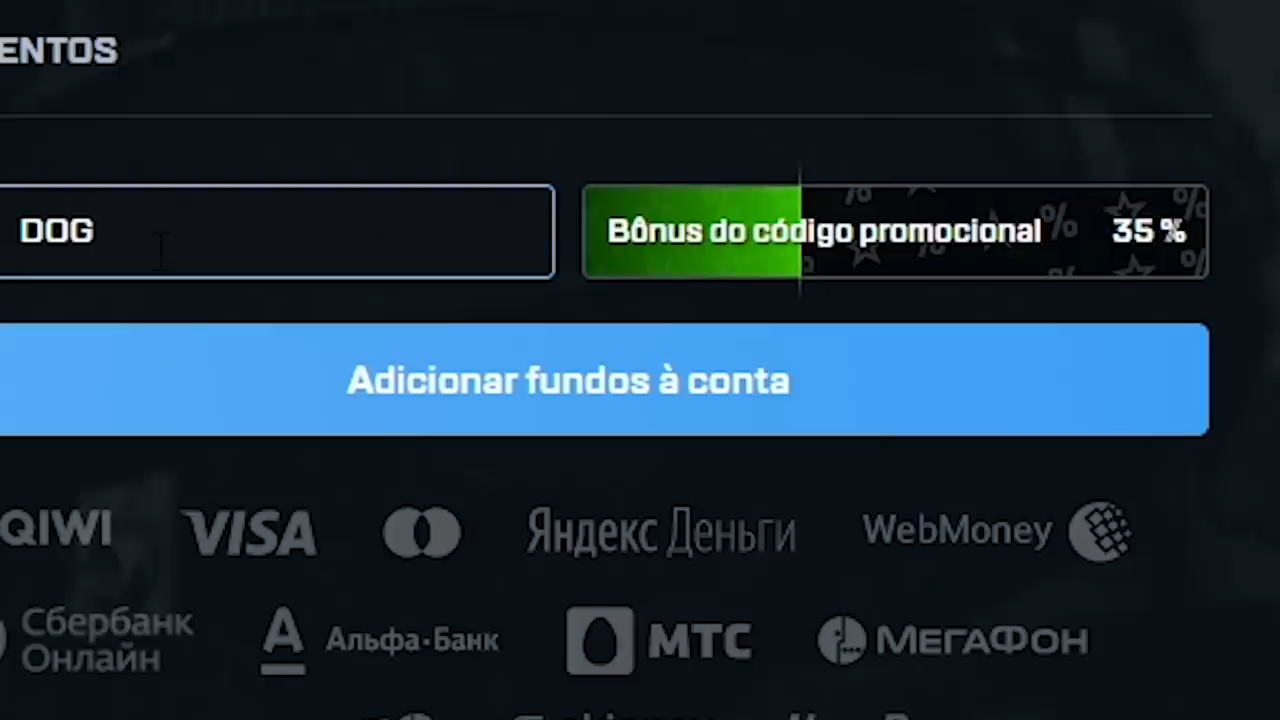 ENTOS
DOG
Bônus do código promocional 35 %
Adicionar fundos à conta
QIWI VISA Яндекс Деньги WebMoney
Сбербанк Онлайн Альфа·Банк МТС МЕГАФОН